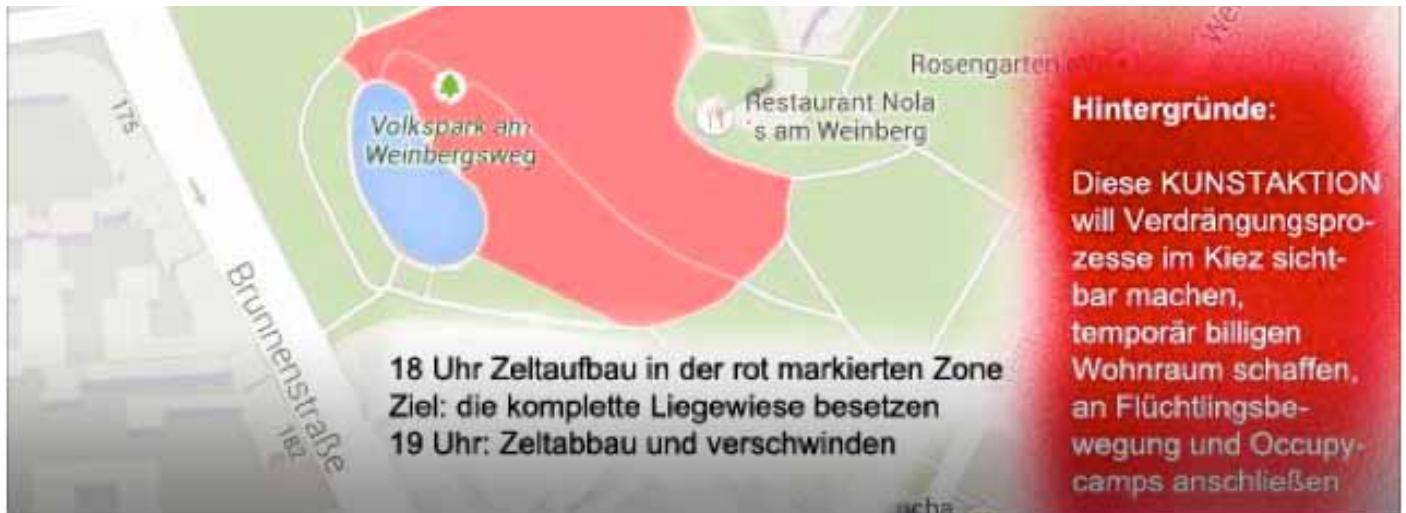 175
Volkspark am
Weinbergsweg
Rosengarten
Restaurant Nola
's am Weinberg
Brunnenstraße
182
18 Uhr Zeltaufbau in der rot markierten Zone
Ziel: die komplette Liegewiese besetzen
19 Uhr: Zeltabbau und verschwinden
Hintergründe:
Diese KUNSTAKTION
will Verdrängungspro-
zesse im Kiez sicht-
bar machen,
temporär billigen
Wohnraum schaffen,
an Flüchtlingsbe-
wegung und Occupy-
camps anschließen